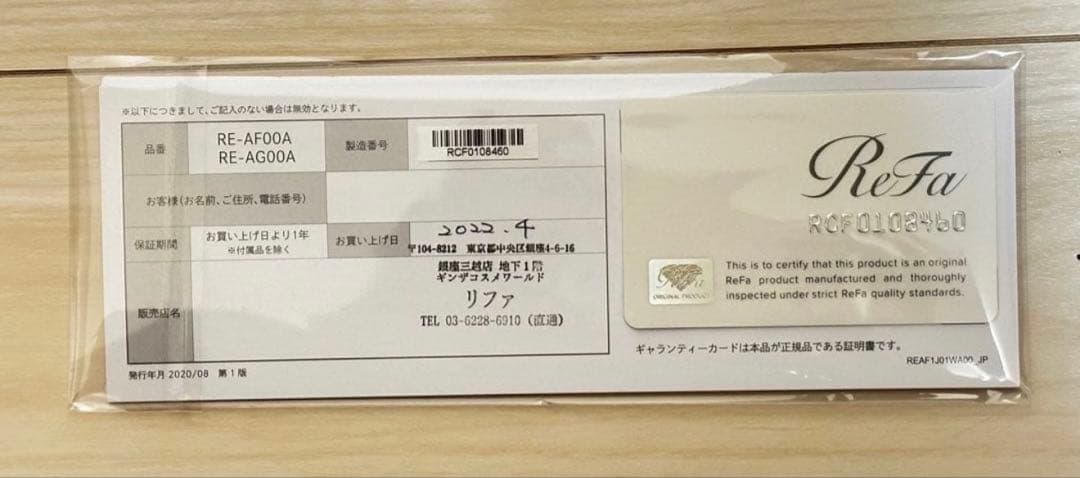 ※以下につきまして、ご記入のない場合は無効となります。
品番
RE-AF00A
RE-AG00A
製造番号
RCF0108460
お客様(お名前、ご住所、電話番号)
保証期間
お買い上げ日より1年
※付属品を除く
お買い上げ日
2022.4
〒104-8212 東京都中央区銀座4-6-16
銀座三越店 地下1階
ギンザコスメワールド
販売店名
リファ
TEL 03-6228-6910(直通)
発行年月 2020/08 第1版
ReFa
RCF0108460
This is to certify that this product is an original
ReFa product manufactured and thoroughly
inspected under strict ReFa quality standards.
ReFa
ORIGINAL PRODUCT
ギャランティーカードは本品が正規品である証明書です。
REAF1J01WA00_JP